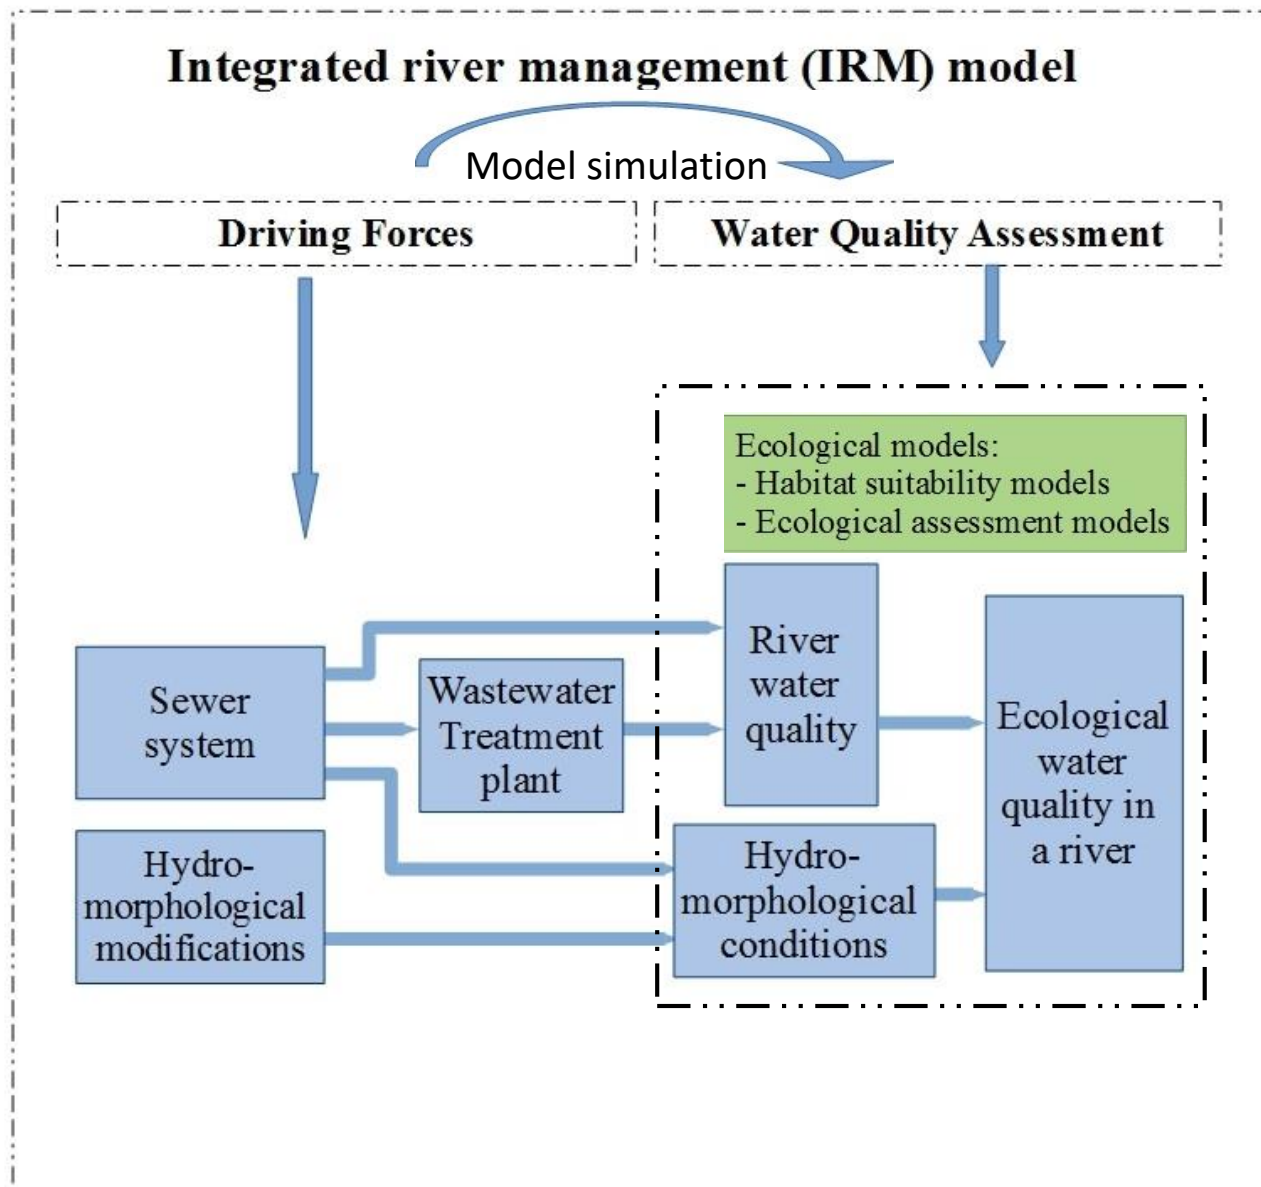 Integrated river management (IRM) model
Model simulation
Driving Forces
Water Quality Assessment
Ecological models:
- Habitat suitability models
- Ecological assessment models
Sewer
system
Wastewater
Treatment
plant
River
water
quality
Ecological
water
quality in
a river
Hydro-
morphological
modifications
Hydro-
morphological
conditions